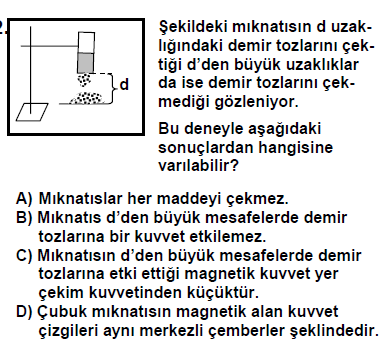 2.
d
Şekildeki mıknatısın d uzak-
lığındaki demir tozlarını çek-
tiği d’den büyük uzaklıklar
da ise demir tozlarını çek-
mediği gözleniyor.
Bu deneyle aşağıdaki
sonuçlardan hangisine
varılabilir?
A) Mıknatıslar her maddeyi çekmez.
B) Mıknatıs d’den büyük mesafelerde demir
tozlarına bir kuvvet etkilemez.
C) Mıknatısın d’den büyük mesafelerde demir
tozlarına etki ettiği magnetik kuvvet yer
çekim kuvvetinden küçüktür.
D) Çubuk mıknatısın magnetik alan kuvvet
çizgileri aynı merkezli çemberler şeklindedir.